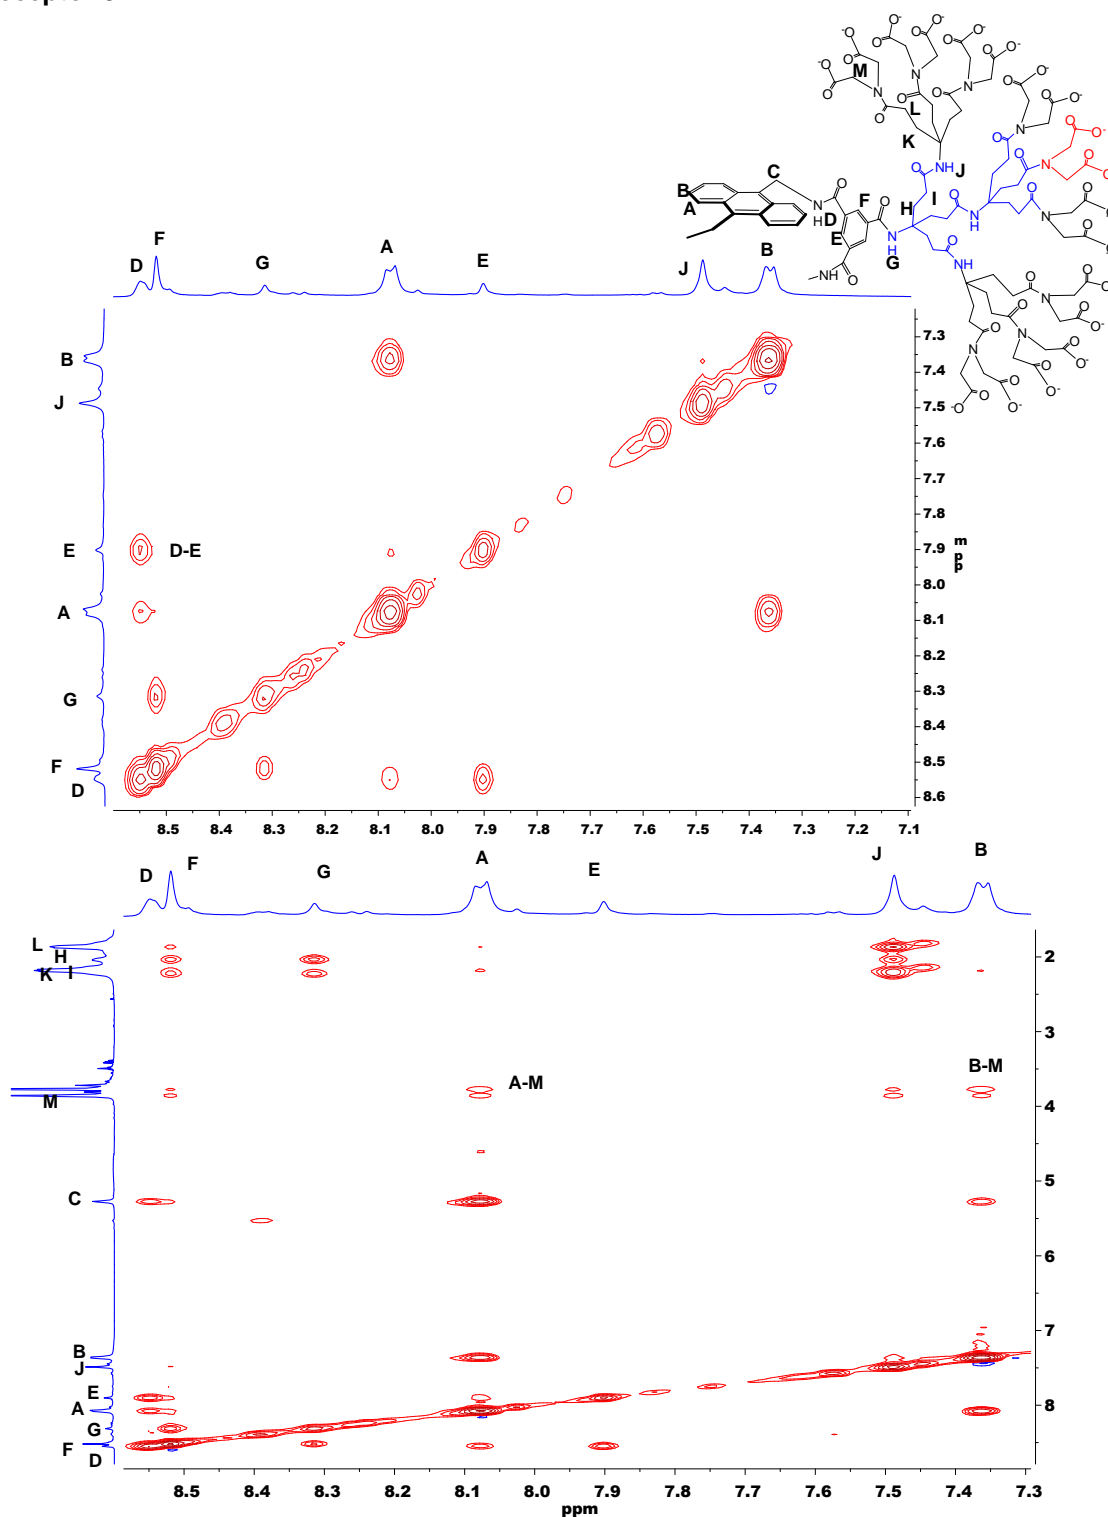 -O O O O- O O- O O-
O O O O O-
-O M N N N O O-
O O O O O-
L O O O-
K N
O N O
NH J O O O
C O N O
B O F I O O
A N O H O N
H D E N NH
G NH O
NH O
D F G A E J B
B 7.3
7.4
J 7.5
7.6
7.7
7.8
E D-E 7.9 ppm
8.0
A 8.1
8.2
G 8.3
8.4
F 8.5
D 8.6
8.5 8.4 8.3 8.2 8.1 8.0 7.9 7.8 7.7 7.6 7.5 7.4 7.3 7.2 7.1
D F G A E J B
L
H 2
K I
3
A-M B-M
M 4
C 5
6
B 7
J
E
A 8
G
F
D
8.5 8.4 8.3 8.2 8.1 8.0 7.9 7.8 7.7 7.6 7.5 7.4 7.3
ppm